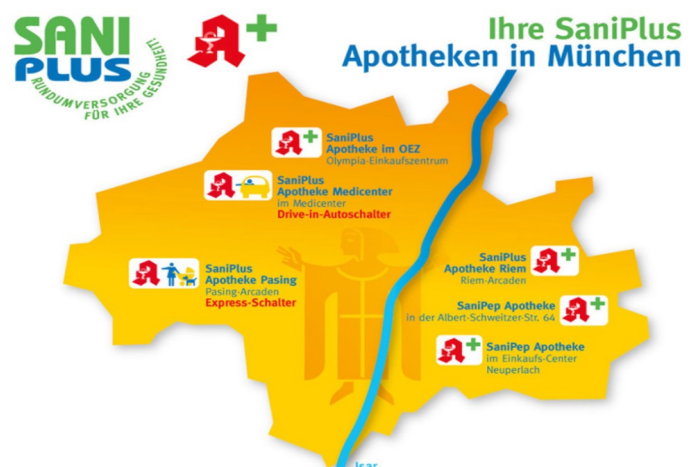 SANI
PLUS
RUNDUMVERSORGUNG
FÜR IHRE GESUNDHEIT!
Ihre SaniPlus
Apotheken in München
SaniPlus
Apotheke im OEZ
Olympia-Einkaufszentrum
SaniPlus
Apotheke Medicenter
im Medicenter
Drive-in-Autoschalter
SaniPlus
Apotheke Pasing
Pasing-Arcaden
Express-Schalter
SaniPlus
Apotheke Riem
Riem-Arcaden
SaniPep Apotheke
in der Albert-Schweitzer-Str. 64
SaniPep Apotheke
im Einkaufs-Center
Neuperlach
Isar